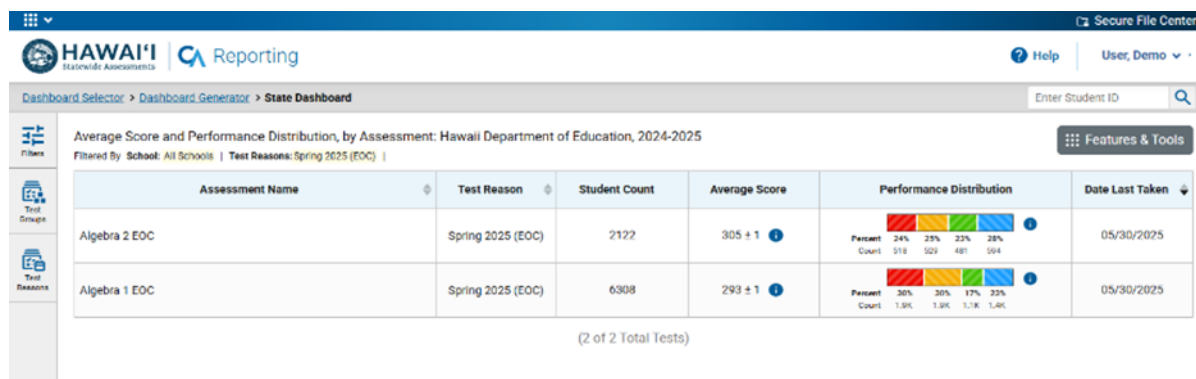 Secure File Center
HAWAI‘I
Statewide Assessments
CA Reporting
Help
User, Demo
Dashboard Selector > Dashboard Generator > State Dashboard
Enter Student ID
Filters
Test Groups
Test Reasons
Average Score and Performance Distribution, by Assessment: Hawaii Department of Education, 2024-2025
Filtered By School: All Schools | Test Reasons: Spring 2025 (EOC) |
Features & Tools
Assessment Name Test Reason Student Count Average Score Performance Distribution Date Last Taken
Algebra 2 EOC Spring 2025 (EOC) 2122 305 ± 1 05/30/2025
Percent 24% 25% 23% 28%
Count 518 529 481 594
Algebra 1 EOC Spring 2025 (EOC) 6308 293 ± 1 05/30/2025
Percent 30% 30% 17% 23%
Count 1.9K 1.9K 1.1K 1.4K
(2 of 2 Total Tests)